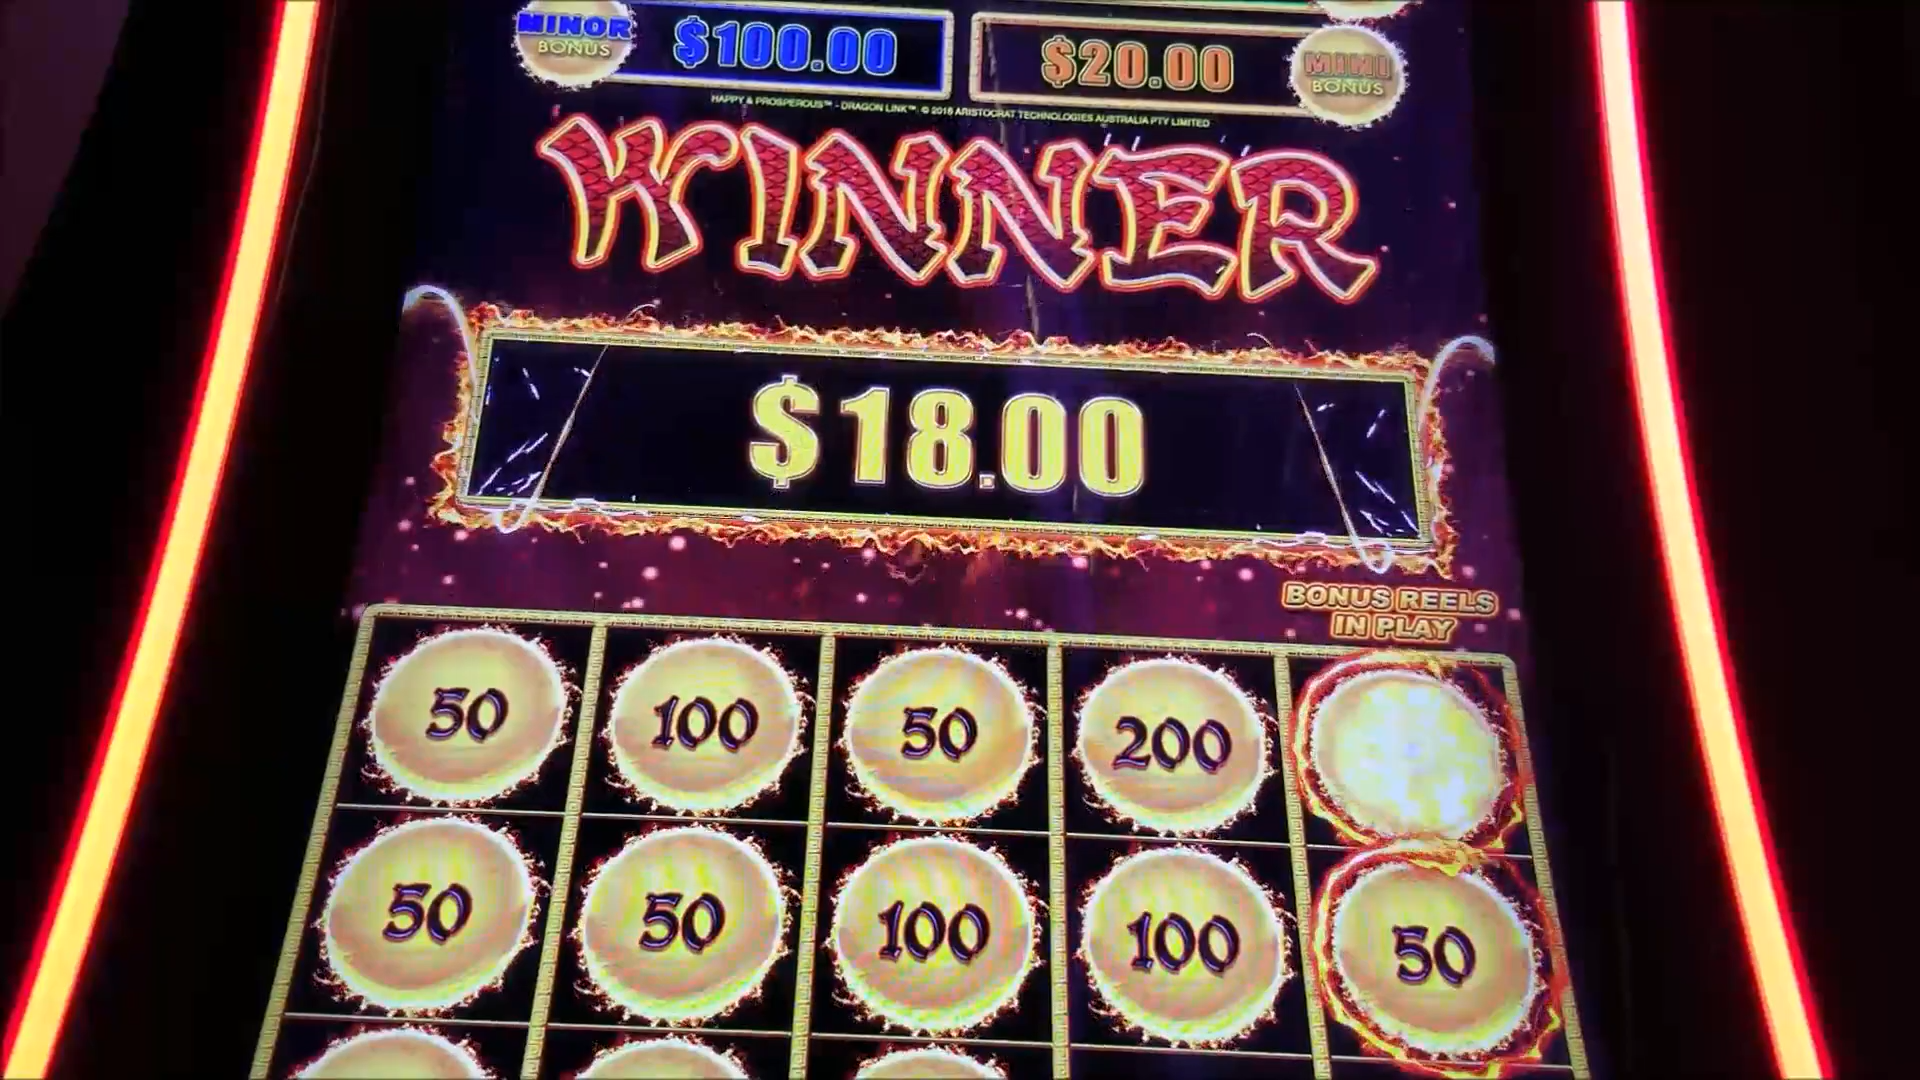 MINOR
BONUS
$100.00
$20.00
MINI
BONUS
HAPPY & PROSPEROUS™ - DRAGON LINK™. © 2016 ARISTOCRAT TECHNOLOGIES AUSTRALIA PTY LIMITED
WINNER
$18.00
BONUS REELS
IN PLAY
50 100 50 200
50 50 100 100 50